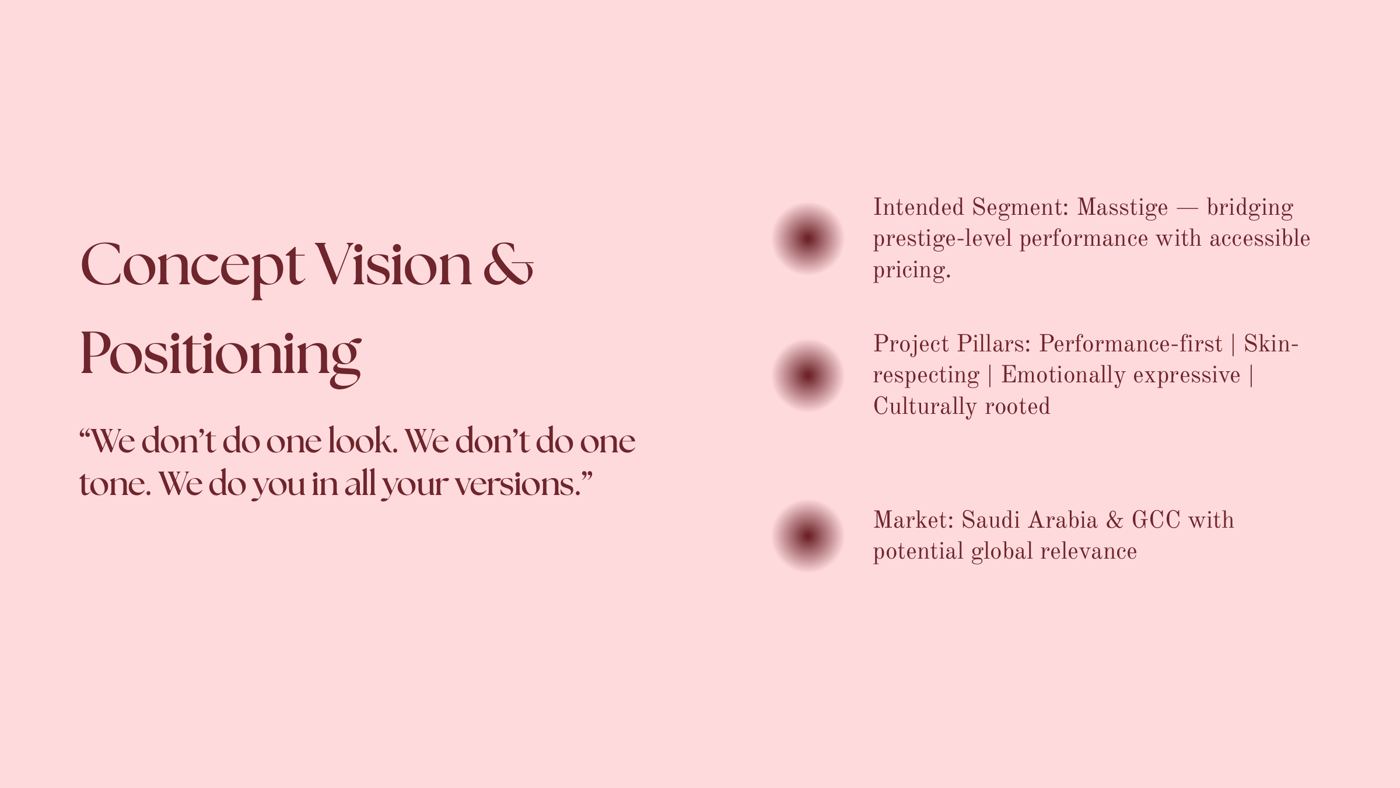 Concept Vision &
Positioning
“We don’t do one look. We don’t do one
tone. We do you in all your versions.”
Intended Segment: Masstige — bridging
prestige-level performance with accessible
pricing.
Project Pillars: Performance-first | Skin-
respecting | Emotionally expressive |
Culturally rooted
Market: Saudi Arabia & GCC with
potential global relevance